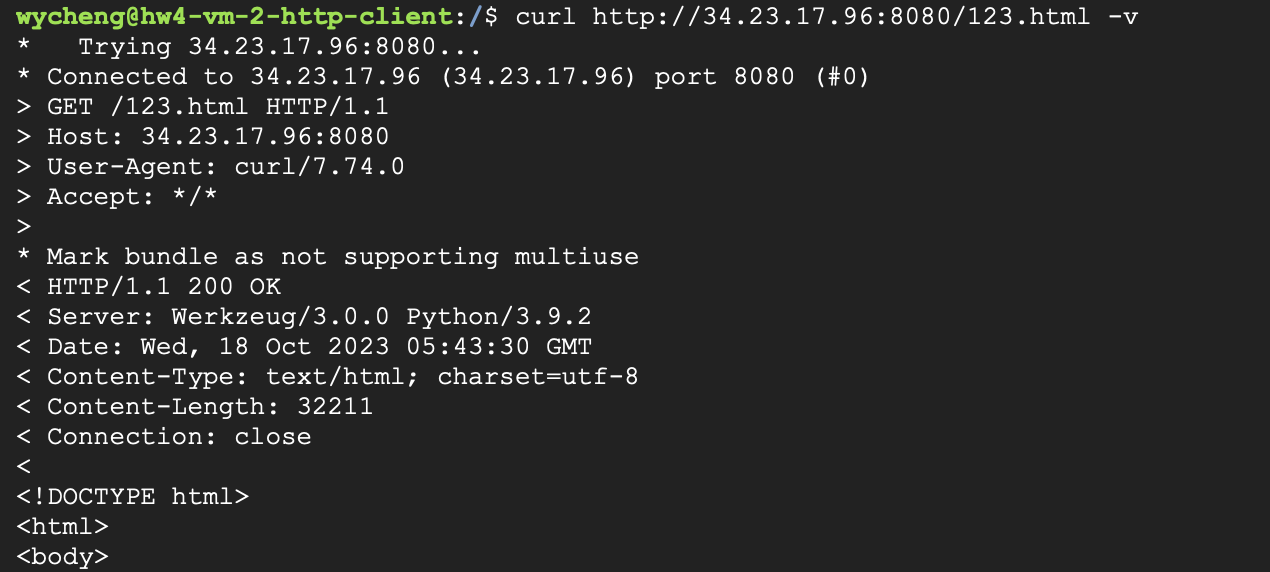 wycheng@hw4-vm-2-http-client:/$ curl http://34.23.17.96:8080/123.html -v
*   Trying 34.23.17.96:8080...
* Connected to 34.23.17.96 (34.23.17.96) port 8080 (#0)
> GET /123.html HTTP/1.1
> Host: 34.23.17.96:8080
> User-Agent: curl/7.74.0
> Accept: */*
>
* Mark bundle as not supporting multiuse
< HTTP/1.1 200 OK
< Server: Werkzeug/3.0.0 Python/3.9.2
< Date: Wed, 18 Oct 2023 05:43:30 GMT
< Content-Type: text/html; charset=utf-8
< Content-Length: 32211
< Connection: close
<
<!DOCTYPE html>
<html>
<body>